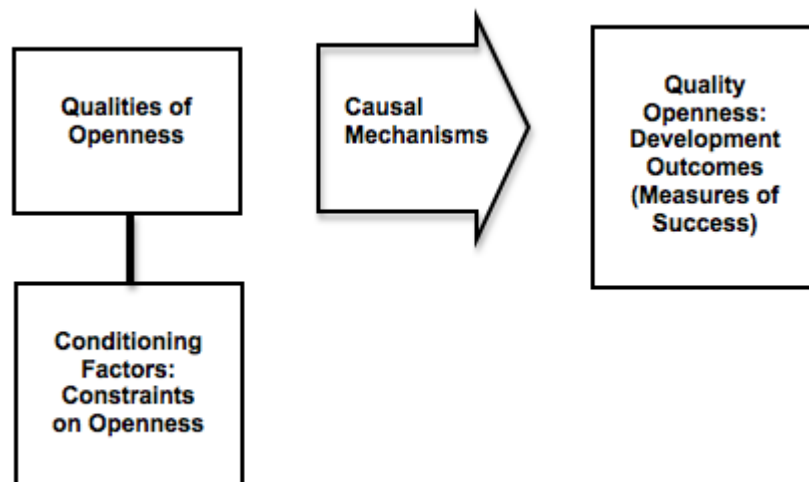 Qualities of
Openness
Causal
Mechanisms
Quality
Openness:
Development
Outcomes
(Measures of
Success)
Conditioning
Factors:
Constraints
on Openness